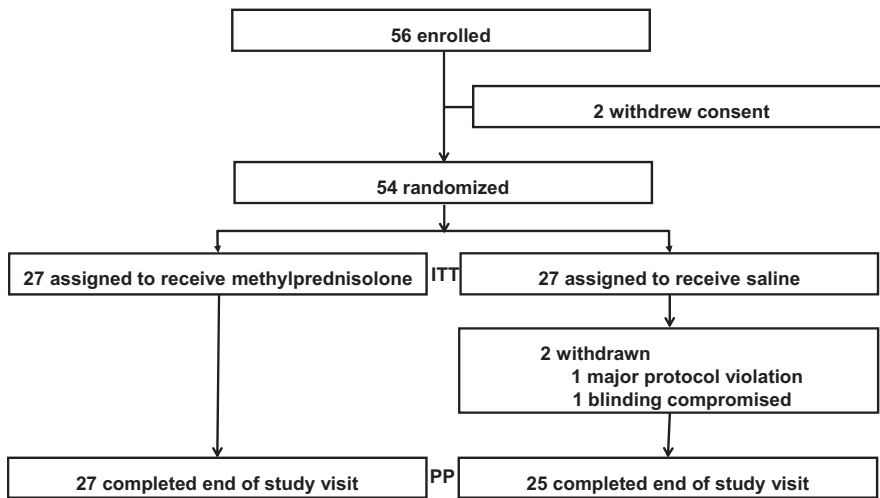 56 enrolled
2 withdrew consent
54 randomized
27 assigned to receive methylprednisolone
ITT
27 assigned to receive saline
2 withdrawn
1 major protocol violation
1 blinding compromised
27 completed end of study visit
PP
25 completed end of study visit